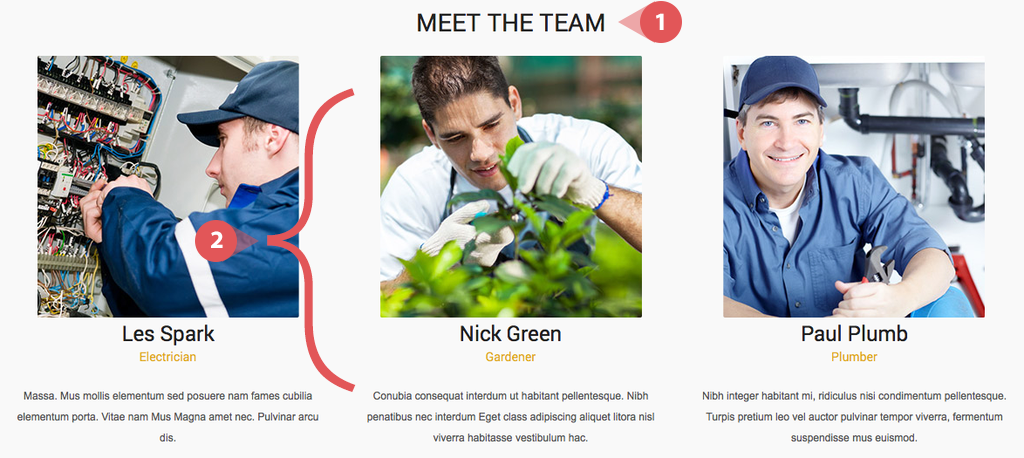 MEET THE TEAM 1
2
Les Spark
Electrician
Massa. Mus mollis elementum sed posuere nam fames cubilia
elementum porta. Vitae nam Mus Magna amet nec. Pulvinar arcu
dis.
Nick Green
Gardener
Conubia consequat interdum ut habitant pellentesque. Nibh
penatibus nec interdum Eget class adipiscing aliquet litora nisl
viverra habitasse vestibulum hac.
Paul Plumb
Plumber
Nibh integer habitant mi, ridiculus nisi condimentum pellentesque.
Turpis pretium leo vel auctor pulvinar tempor viverra, fermentum
suspendisse mus euismod.